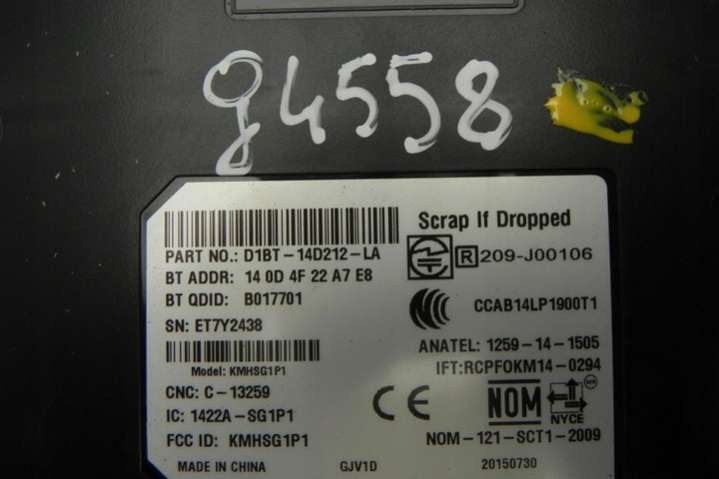 g4558
Scrap If Dropped
PART NO.: D1BT-14D212-LA
R 209-J00106
BT ADDR: 14 0D 4F 22 A7 E8
BT QDID: B017701
CCAB14LP1900T1
SN: ET7Y2438
ANATEL: 1259-14-1505
Model: KMHSG1P1
IFT:RCPFOKM14-0294
CNC: C-13259
CE NOM NYCE
IC: 1422A-SG1P1
FCC ID: KMHSG1P1
NOM-121-SCT1-2009
MADE IN CHINA GJV1D 20150730